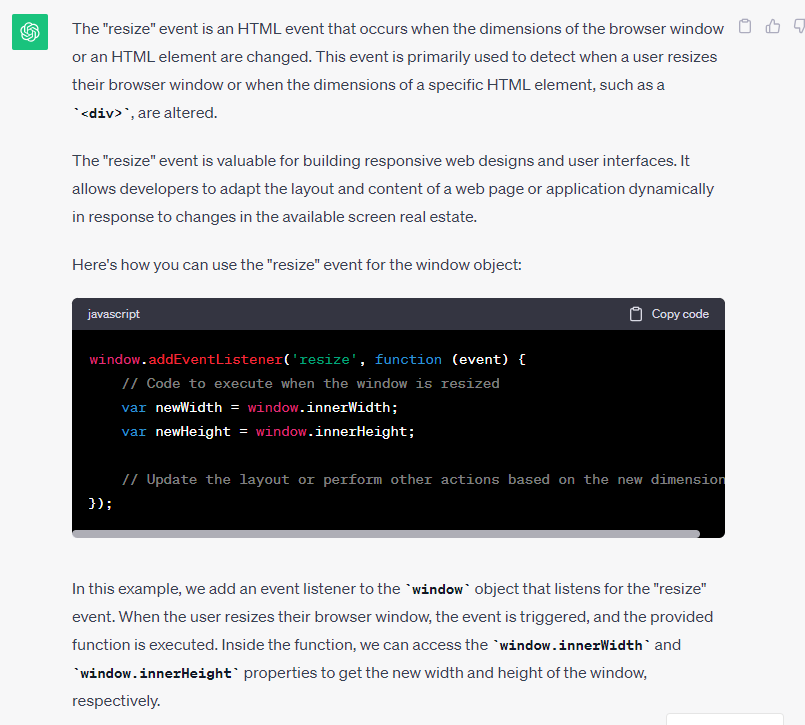 The "resize" event is an HTML event that occurs when the dimensions of the browser window
or an HTML element are changed. This event is primarily used to detect when a user resizes
their browser window or when the dimensions of a specific HTML element, such as a
`<div>`, are altered.
The "resize" event is valuable for building responsive web designs and user interfaces. It
allows developers to adapt the layout and content of a web page or application dynamically
in response to changes in the available screen real estate.
Here's how you can use the "resize" event for the window object:
javascript
Copy code
window.addEventListener('resize', function (event) {
    // Code to execute when the window is resized
    var newWidth = window.innerWidth;
    var newHeight = window.innerHeight;
    // Update the layout or perform other actions based on the new dimension
});
In this example, we add an event listener to the `window` object that listens for the "resize"
event. When the user resizes their browser window, the event is triggered, and the provided
function is executed. Inside the function, we can access the `window.innerWidth` and
`window.innerHeight` properties to get the new width and height of the window,
respectively.